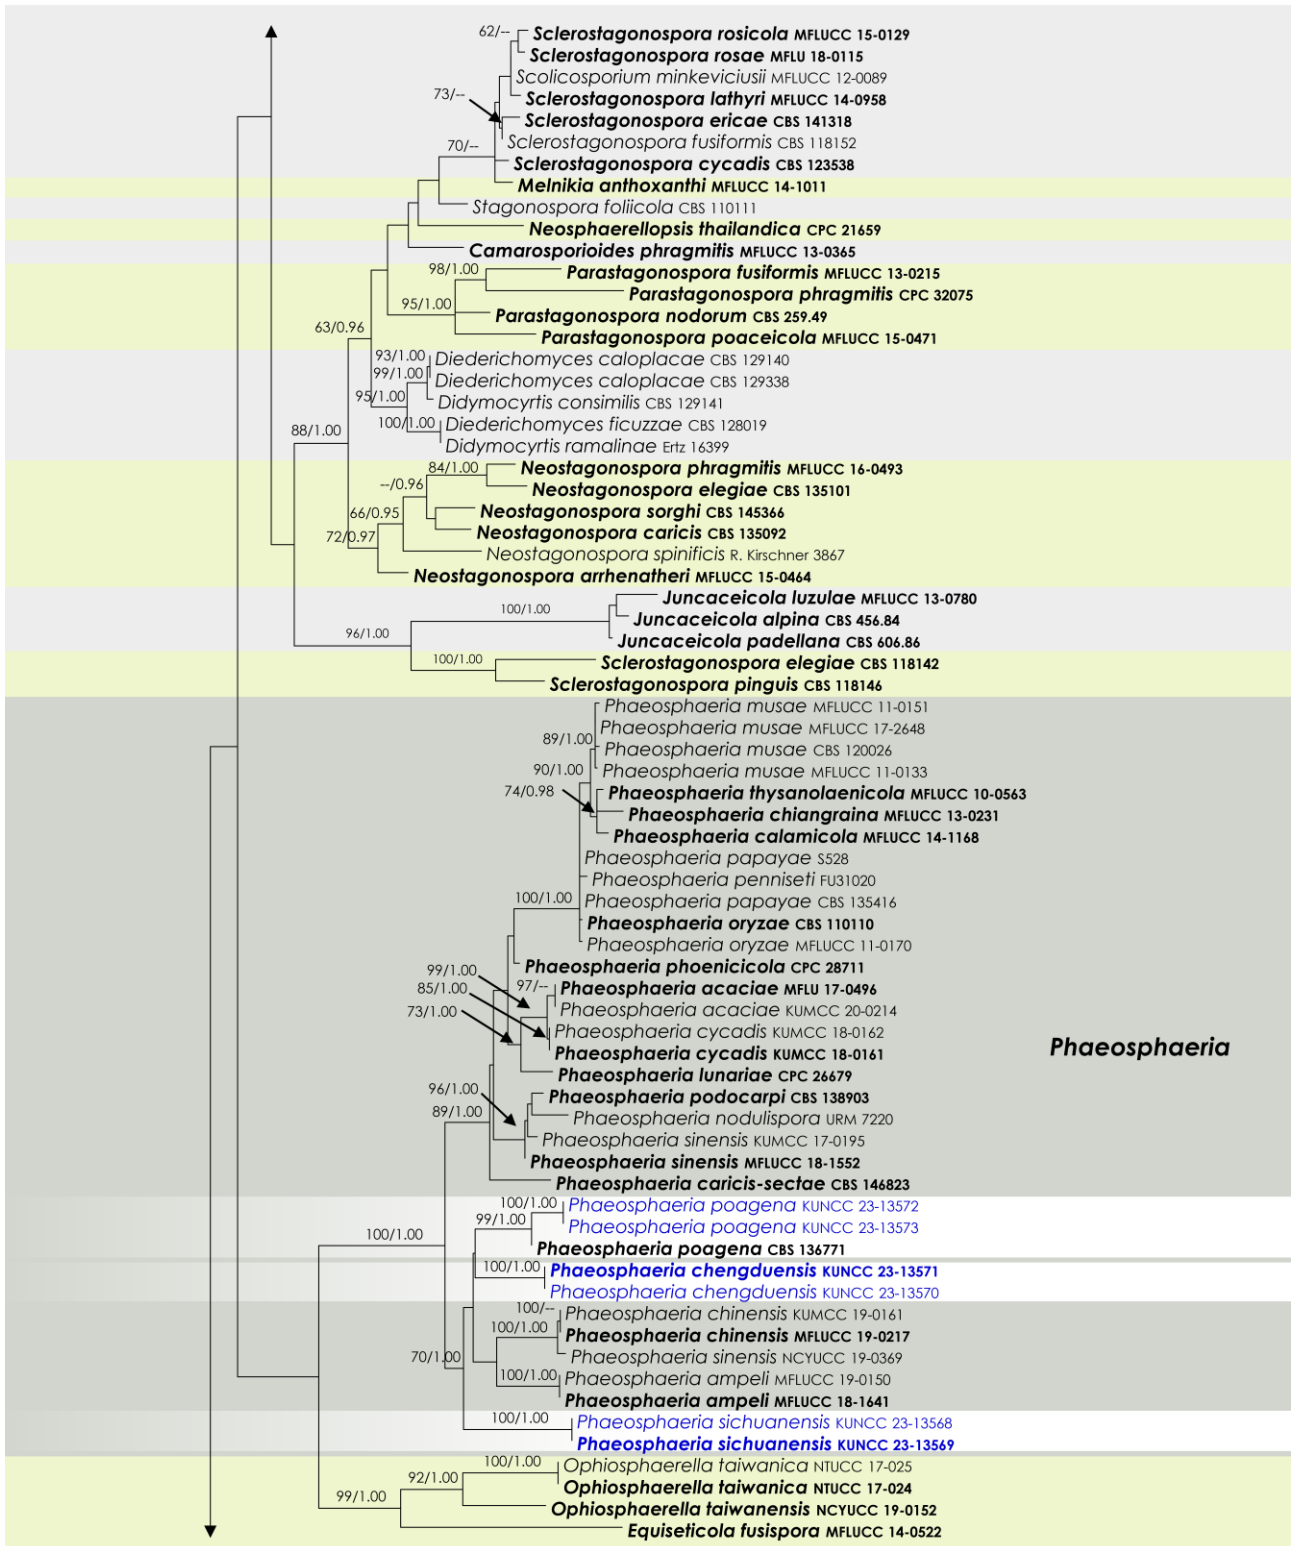 62/--
Sclerostagonospora rosicola MFLUCC 15-0129
Sclerostagonospora rosae MFLU 18-0115
Scolicosporium minkeviciusii MFLUCC 12-0089
73/--
Sclerostagonospora lathyri MFLUCC 14-0958
Sclerostagonospora ericae CBS 141318
Sclerostagonospora fusiformis CBS 118152
70/--
Sclerostagonospora cycadis CBS 123538
Melnikia anthoxanthi MFLUCC 14-1011
Stagonospora foliicola CBS 110111
Neosphaerellopsis thailandica CPC 21659
Camarosporioides phragmitis MFLUCC 13-0365
98/1.00
Parastagonospora fusiformis MFLUCC 13-0215
Parastagonospora phragmitis CPC 32075
95/1.00
Parastagonospora nodorum CBS 259.49
63/0.96
Parastagonospora poaceicola MFLUCC 15-0471
93/1.00
Diederichomyces caloplacae CBS 129140
99/1.00
Diederichomyces caloplacae CBS 129338
95/1.00
Didymocyrtis consimilis CBS 129141
88/1.00
100/1.00
Diederichomyces ficuzzae CBS 128019
Didymocyrtis ramalinae Ertz 16399
84/1.00
Neostagonospora phragmitis MFLUCC 16-0493
--/0.96
Neostagonospora elegiae CBS 135101
66/0.95
Neostagonospora sorghi CBS 145366
72/0.97
Neostagonospora caricis CBS 135092
Neostagonospora spinificis R. Kirschner 3867
Neostagonospora arrhenatheri MFLUCC 15-0464
Juncaceicola luzulae MFLUCC 13-0780
100/1.00
Juncaceicola alpina CBS 456.84
96/1.00
Juncaceicola padellana CBS 606.86
100/1.00
Sclerostagonospora elegiae CBS 118142
Sclerostagonospora pinguis CBS 118146
Phaeosphaeria musae MFLUCC 11-0151
Phaeosphaeria musae MFLUCC 17-2648
89/1.00
Phaeosphaeria musae CBS 120026
90/1.00
Phaeosphaeria musae MFLUCC 11-0133
74/0.98
Phaeosphaeria thysanolaenicola MFLUCC 10-0563
Phaeosphaeria chiangraina MFLUCC 13-0231
Phaeosphaeria calamicola MFLUCC 14-1168
Phaeosphaeria papayae S528
Phaeosphaeria penniseti FU31020
100/1.00
Phaeosphaeria papayae CBS 135416
Phaeosphaeria oryzae CBS 110110
Phaeosphaeria oryzae MFLUCC 11-0170
Phaeosphaeria phoenicicola CPC 28711
99/1.00
97/--
Phaeosphaeria acaciae MFLU 17-0496
85/1.00
Phaeosphaeria acaciae KUMCC 20-0214
73/1.00
Phaeosphaeria cycadis KUMCC 18-0162
Phaeosphaeria
Phaeosphaeria cycadis KUMCC 18-0161
Phaeosphaeria lunariae CPC 26679
96/1.00
Phaeosphaeria podocarpi CBS 138903
89/1.00
Phaeosphaeria nodulispora URM 7220
Phaeosphaeria sinensis KUMCC 17-0195
Phaeosphaeria sinensis MFLUCC 18-1552
Phaeosphaeria caricis-sectae CBS 146823
100/1.00
Phaeosphaeria poagena KUNCC 23-13572
99/1.00
Phaeosphaeria poagena KUNCC 23-13573
100/1.00
Phaeosphaeria poagena CBS 136771
100/1.00
Phaeosphaeria chengduensis KUNCC 23-13571
Phaeosphaeria chengduensis KUNCC 23-13570
100/--
Phaeosphaeria chinensis KUMCC 19-0161
100/1.00
Phaeosphaeria chinensis MFLUCC 19-0217
70/1.00
Phaeosphaeria sinensis NCYUCC 19-0369
100/1.00
Phaeosphaeria ampeli MFLUCC 19-0150
Phaeosphaeria ampeli MFLUCC 18-1641
100/1.00
Phaeosphaeria sichuanensis KUNCC 23-13568
Phaeosphaeria sichuanensis KUNCC 23-13569
100/1.00
Ophiosphaerella taiwanica NTUCC 17-025
92/1.00
Ophiosphaerella taiwanica NTUCC 17-024
99/1.00
Ophiosphaerella taiwanensis NCYUCC 19-0152
Equiseticola fusispora MFLUCC 14-0522